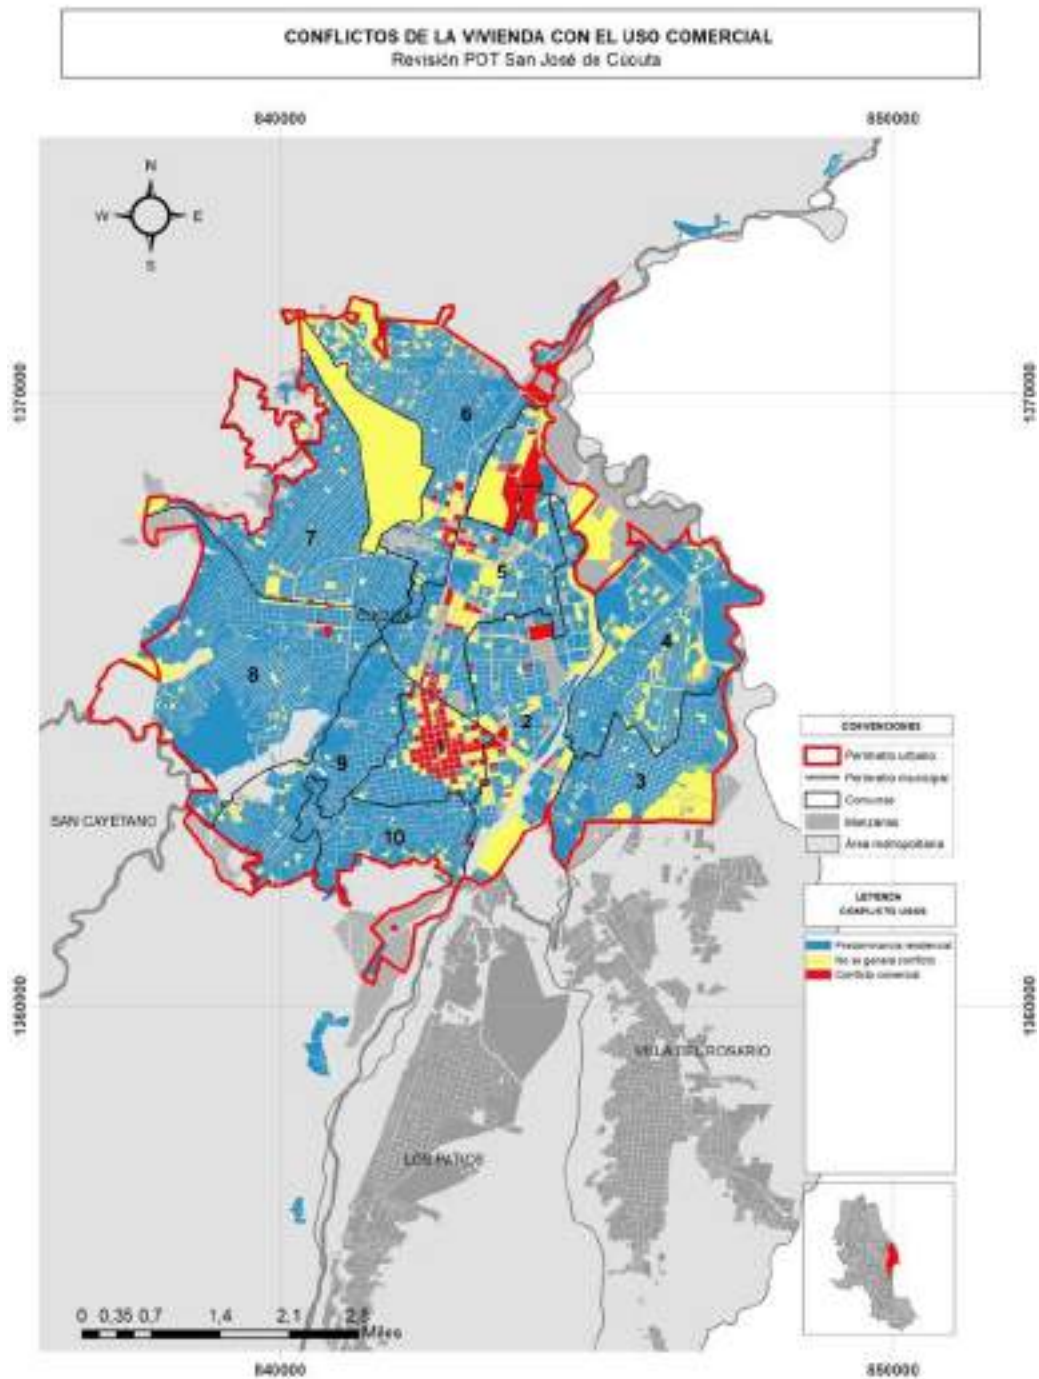 CONFLICTOS DE LA VIVIENDA CON EL USO COMERCIAL
Revisión POT San José de Cúcuta
840000
850000
N
W
E
S
1370000
1370000
6
7
5
4
8
2
1
9
3
10
SAN CAYETANO
CONVENCIONES
Perímetro urbano
Perímetro municipal
Comunas
Manzanas
Área metropolitana
LEYENDA
CONFLICTO USOS
Predominancia residencial
No se genera conflicto
Conflicto comercial
1360000
1360000
VILLA DEL ROSARIO
LOS PATIOS
0 0,35 0,7 1,4 2,1 2,8
Miles
840000
850000